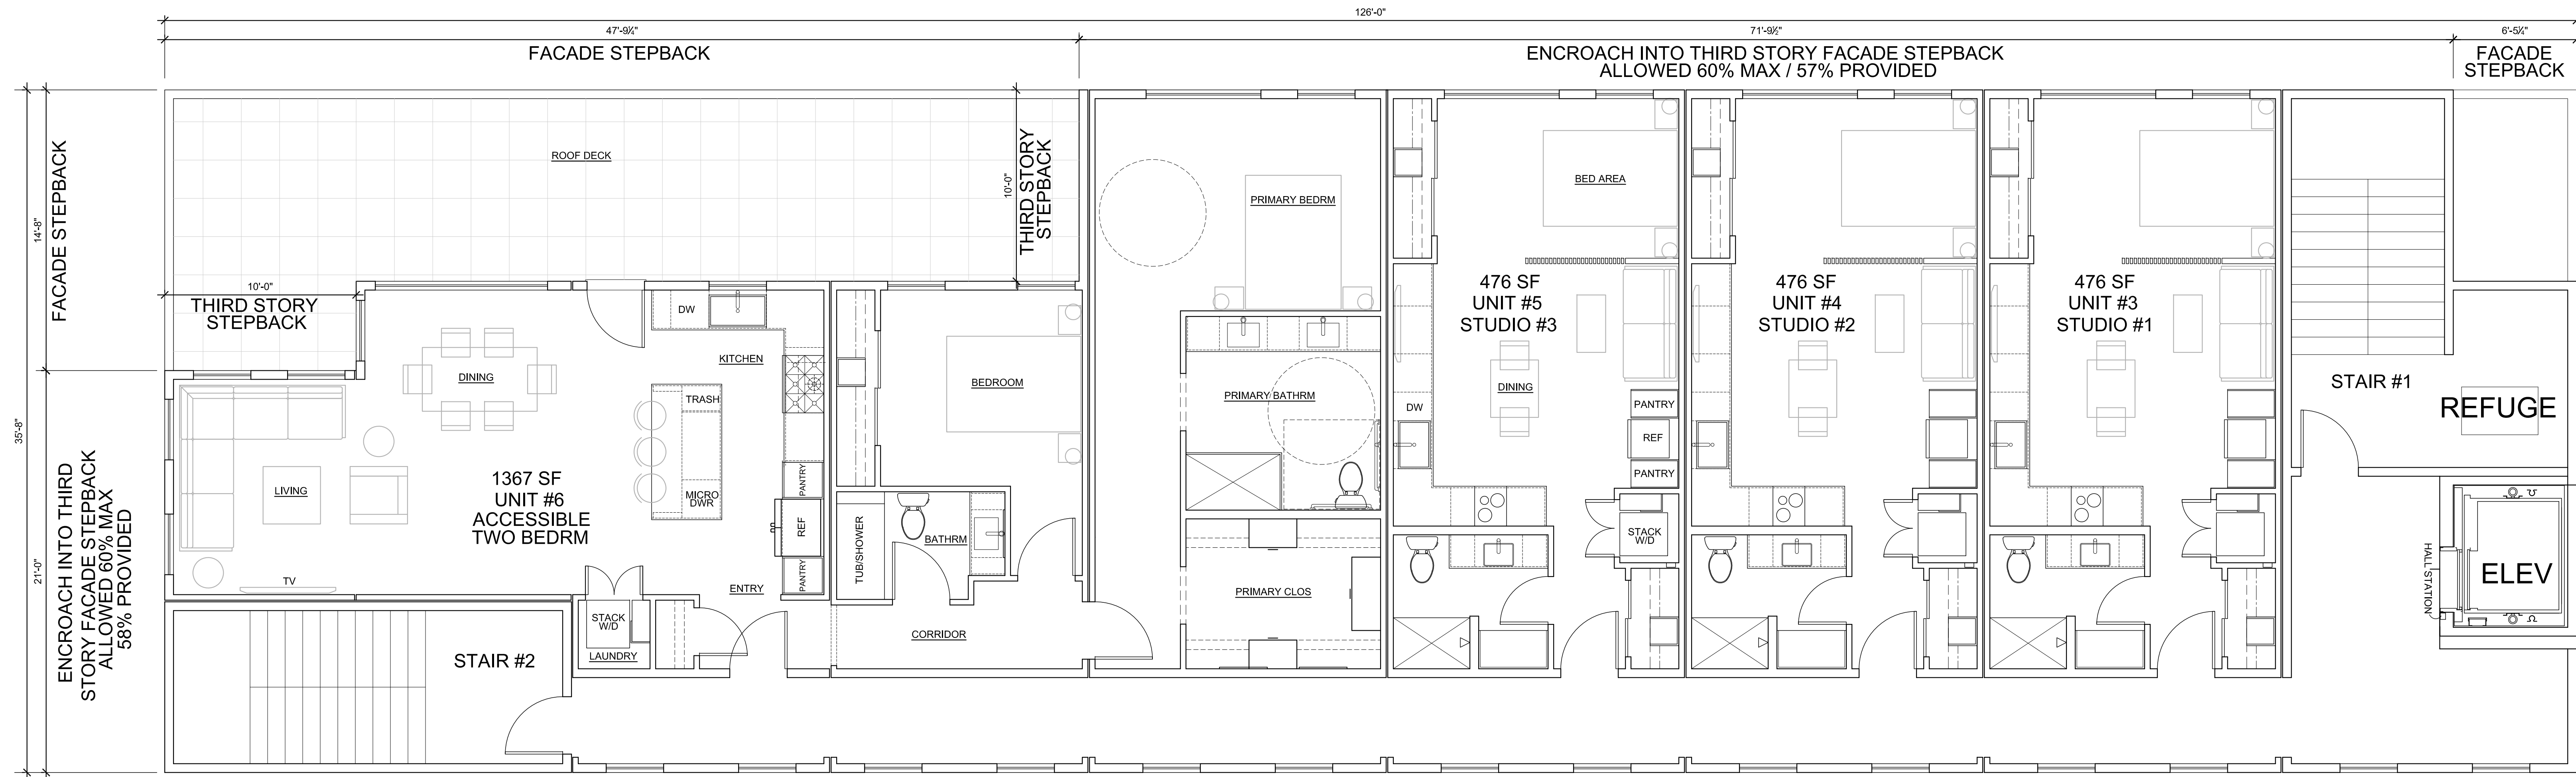 126'-0"
47'-9¼"
71'-9½"
6'-5¼"
FACADE STEPBACK
ENCROACH INTO THIRD STORY FACADE STEPBACK
ALLOWED 60% MAX / 57% PROVIDED
FACADE
STEPBACK
14'-8"
FACADE STEPBACK
35'-8"
21'-0"
ENCROACH INTO THIRD
STORY FACADE STEPBACK
ALLOWED 60% MAX
58% PROVIDED
ROOF DECK
10'-0"
THIRD STORY
STEPBACK
10'-0"
THIRD STORY
STEPBACK
DW
KITCHEN
DINING
TRASH
MICRO
DWR
LIVING
1367 SF
UNIT #6
ACCESSIBLE
TWO BEDRM
PANTRY
REF
PANTRY
TV
ENTRY
STACK
W/D
LAUNDRY
STAIR #2
BEDROOM
TUB/SHOWER
BATHRM
CORRIDOR
PRIMARY BEDRM
PRIMARY BATHRM
PRIMARY CLOS
BED AREA
476 SF
UNIT #5
STUDIO #3
DINING
DW
PANTRY
REF
PANTRY
STACK
W/D
476 SF
UNIT #4
STUDIO #2
476 SF
UNIT #3
STUDIO #1
STAIR #1
REFUGE
HALL STATION
ELEV